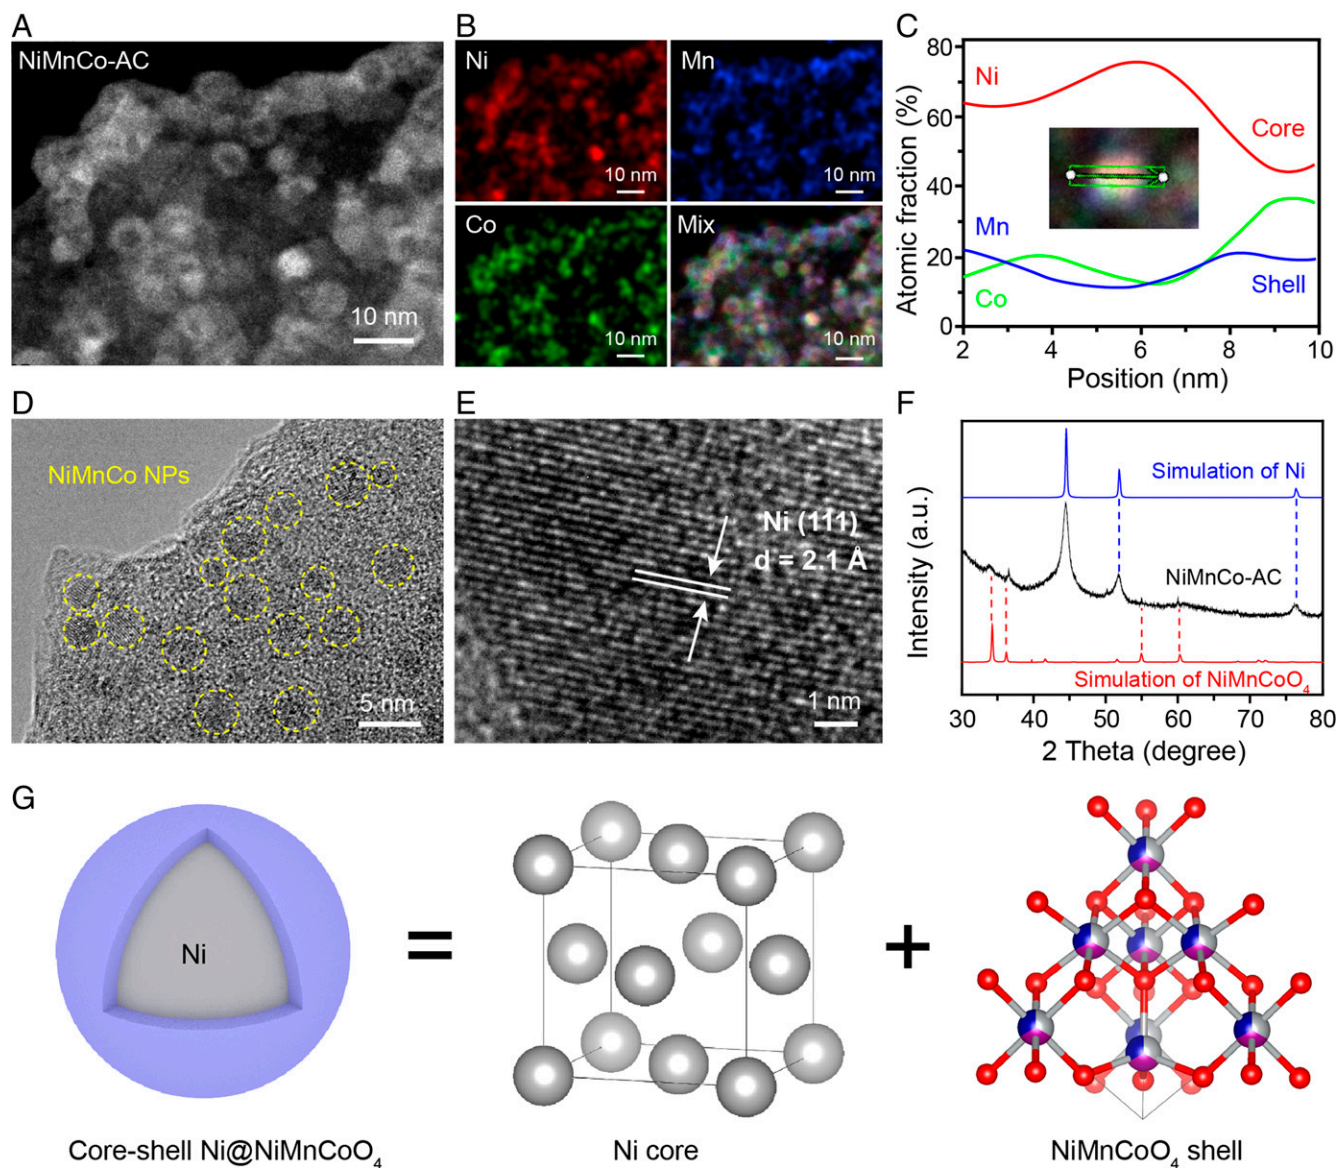 A
NiMnCo-AC
10 nm
B
Ni
10 nm
Mn
10 nm
Co
10 nm
Mix
10 nm
C
Atomic fraction (%)
80
60
40
20
0
Ni
Core
Mn
Co
Shell
2 4 6 8 10
Position (nm)
D
NiMnCo NPs
5 nm
E
Ni (111)
d = 2.1 Å
1 nm
F
Intensity (a.u.)
Simulation of Ni
NiMnCo-AC
Simulation of NiMnCoO₄
30 40 50 60 70 80
2 Theta (degree)
G
Ni
=
+
Core-shell Ni@NiMnCoO₄
Ni core
NiMnCoO₄ shell